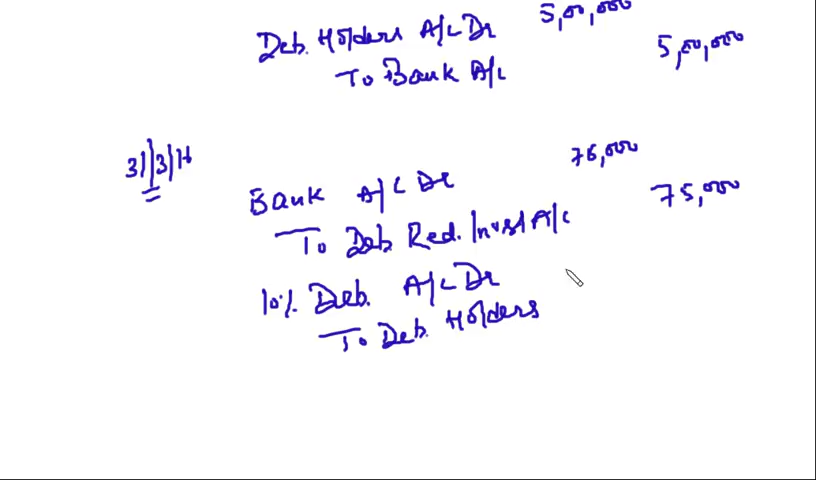 Deb. Holders A/c Dr 5,00,000
To Bank A/c 5,00,000
31/3/16
Bank A/c Dr 75,000
To Deb. Red. Invst A/c 75,000
10% Deb. A/c Dr
To Deb. Holders